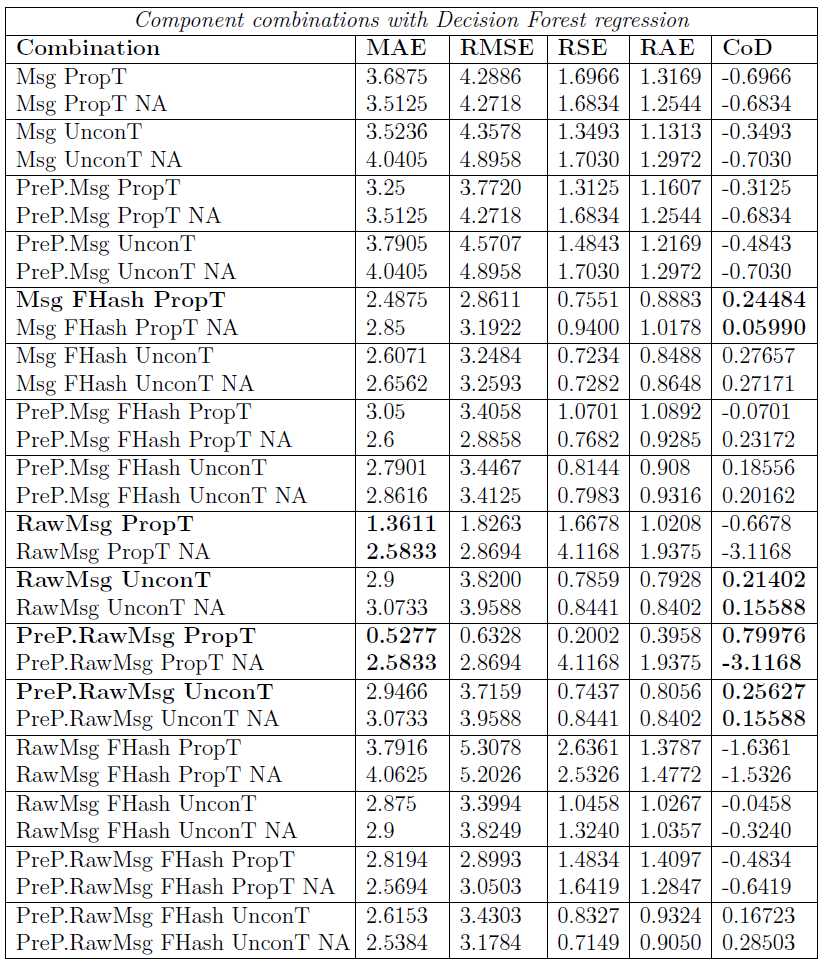 Component combinations with Decision Forest regression
Combination MAE RMSE RSE RAE CoD
Msg PropT 3.6875 4.2886 1.6966 1.3169 -0.6966
Msg PropT NA 3.5125 4.2718 1.6834 1.2544 -0.6834
Msg UnconT 3.5236 4.3578 1.3493 1.1313 -0.3493
Msg UnconT NA 4.0405 4.8958 1.7030 1.2972 -0.7030
PreP.Msg PropT 3.25 3.7720 1.3125 1.1607 -0.3125
PreP.Msg PropT NA 3.5125 4.2718 1.6834 1.2544 -0.6834
PreP.Msg UnconT 3.7905 4.5707 1.4843 1.2169 -0.4843
PreP.Msg UnconT NA 4.0405 4.8958 1.7030 1.2972 -0.7030
Msg FHash PropT 2.4875 2.8611 0.7551 0.8883 0.24484
Msg FHash PropT NA 2.85 3.1922 0.9400 1.0178 0.05990
Msg FHash UnconT 2.6071 3.2484 0.7234 0.8488 0.27657
Msg FHash UnconT NA 2.6562 3.2593 0.7282 0.8648 0.27171
PreP.Msg FHash PropT 3.05 3.4058 1.0701 1.0892 -0.0701
PreP.Msg FHash PropT NA 2.6 2.8858 0.7682 0.9285 0.23172
PreP.Msg FHash UnconT 2.7901 3.4467 0.8144 0.908 0.18556
PreP.Msg FHash UnconT NA 2.8616 3.4125 0.7983 0.9316 0.20162
RawMsg PropT 1.3611 1.8263 1.6678 1.0208 -0.6678
RawMsg PropT NA 2.5833 2.8694 4.1168 1.9375 -3.1168
RawMsg UnconT 2.9 3.8200 0.7859 0.7928 0.21402
RawMsg UnconT NA 3.0733 3.9588 0.8441 0.8402 0.15588
PreP.RawMsg PropT 0.5277 0.6328 0.2002 0.3958 0.79976
PreP.RawMsg PropT NA 2.5833 2.8694 4.1168 1.9375 -3.1168
PreP.RawMsg UnconT 2.9466 3.7159 0.7437 0.8056 0.25627
PreP.RawMsg UnconT NA 3.0733 3.9588 0.8441 0.8402 0.15588
RawMsg FHash PropT 3.7916 5.3078 2.6361 1.3787 -1.6361
RawMsg FHash PropT NA 4.0625 5.2026 2.5326 1.4772 -1.5326
RawMsg FHash UnconT 2.875 3.3994 1.0458 1.0267 -0.0458
RawMsg FHash UnconT NA 2.9 3.8249 1.3240 1.0357 -0.3240
PreP.RawMsg FHash PropT 2.8194 2.8993 1.4834 1.4097 -0.4834
PreP.RawMsg FHash PropT NA 2.5694 3.0503 1.6419 1.2847 -0.6419
PreP.RawMsg FHash UnconT 2.6153 3.4303 0.8327 0.9324 0.16723
PreP.RawMsg FHash UnconT NA 2.5384 3.1784 0.7149 0.9050 0.28503